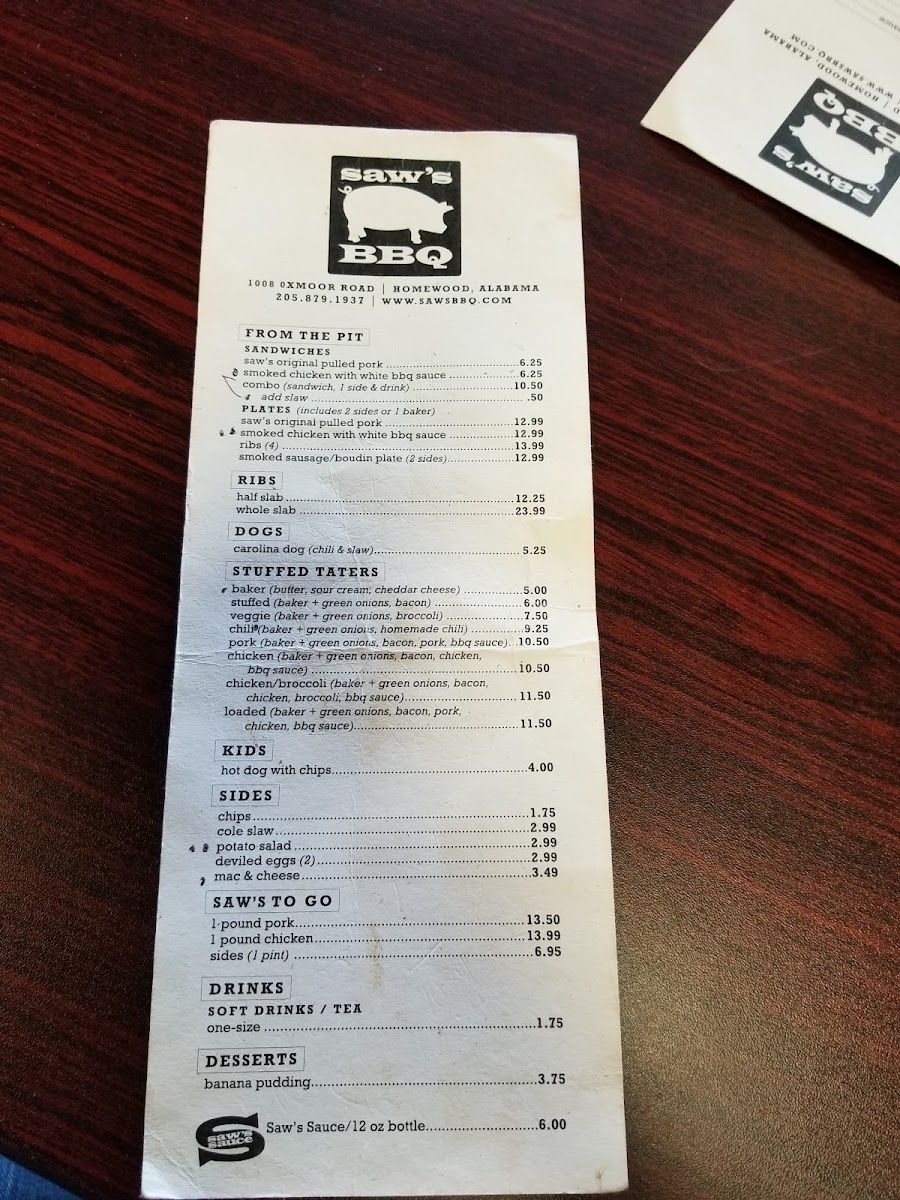 saw's
BBQ
1008 OXMOOR ROAD | HOMEWOOD, ALABAMA
205.879.1937 | WWW.SAWSBBQ.COM
FROM THE PIT
SANDWICHES
saw's original pulled pork ........ 6.25
smoked chicken with white bbq sauce ........ 6.25
combo (sandwich, 1 side & drink) ........ 10.50
add slaw ........ .50
PLATES (includes 2 sides or 1 baker)
saw's original pulled pork ........ 12.99
smoked chicken with white bbq sauce ........ 12.99
ribs (4) ........ 13.99
smoked sausage/boudin plate (2 sides) ........ 12.99
RIBS
half slab ........ 12.25
whole slab ........ 23.99
DOGS
carolina dog (chili & slaw) ........ 5.25
STUFFED TATERS
baker (butter, sour cream, cheddar cheese) ........ 5.00
stuffed (baker + green onions, bacon) ........ 6.00
veggie (baker + green onions, broccoli) ........ 7.50
chili (baker + green onions, homemade chili) ........ 9.25
pork (baker + green onions, bacon, pork, bbq sauce) .. 10.50
chicken (baker + green onions, bacon, chicken,
bbq sauce) ........ 10.50
chicken/broccoli (baker + green onions, bacon,
chicken, broccoli, bbq sauce) ........ 11.50
loaded (baker + green onions, bacon, pork,
chicken, bbq sauce) ........ 11.50
KIDS
hot dog with chips ........ 4.00
SIDES
chips ........ 1.75
cole slaw ........ 2.99
potato salad ........ 2.99
deviled eggs (2) ........ 2.99
mac & cheese ........ 3.49
SAW'S TO GO
1 pound pork ........ 13.50
1 pound chicken ........ 13.99
sides (1 pint) ........ 6.95
DRINKS
SOFT DRINKS / TEA
one-size ........ 1.75
DESSERTS
banana pudding ........ 3.75
saw's
sauce
Saw's Sauce/12 oz bottle ........ 6.00
saw's
BBQ
HOMEWOOD, ALABAMA
WWW.SAWSBBQ.COM